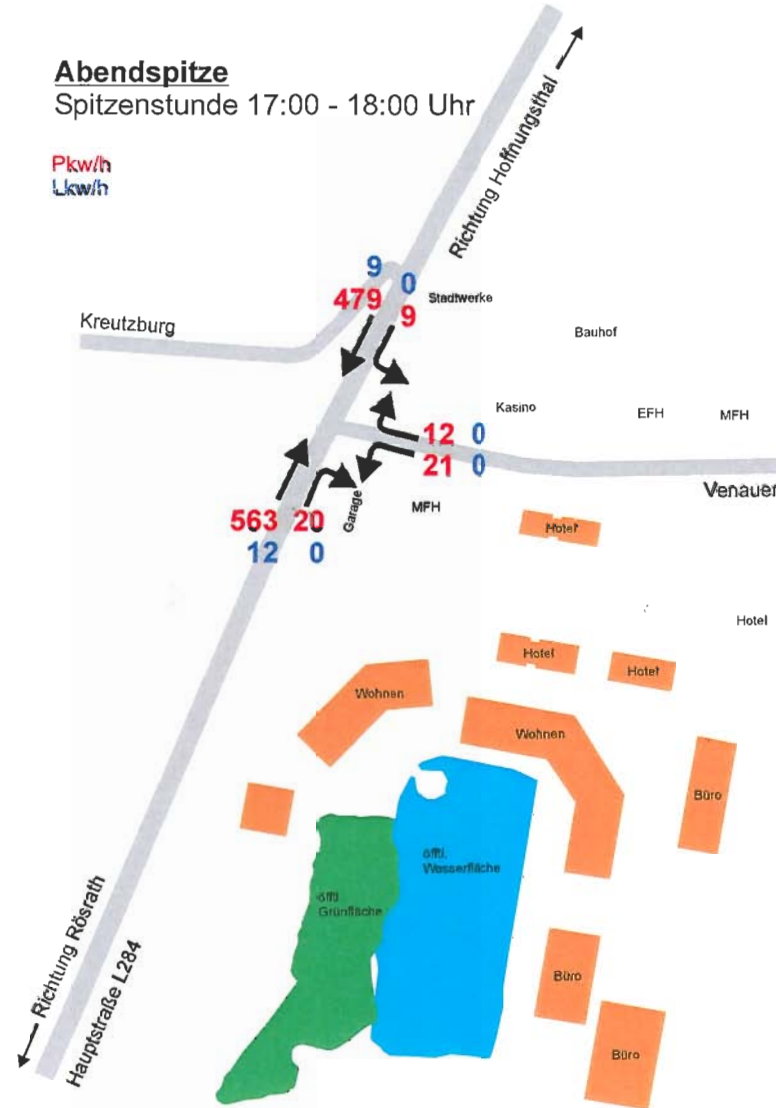 Abendspitze
Spitzenstunde 17:00 - 18:00 Uhr
Pkw/h
Lkw/h
Richtung Hoffnungsthal
9
0
479
9
Stadtwerke
Kreutzburg
Bauhof
Kasino
EFH
MFH
12 0
21 0
Venauer
Garage
MFH
563 20
12 0
Hotel
Hotel
Hotel
Hotel
Wohnen
Wohnen
Büro
öfftl.
Wasserfläche
öfftl
Grünfläche
Büro
Büro
Richtung Rösrath
Hauptstraße L284